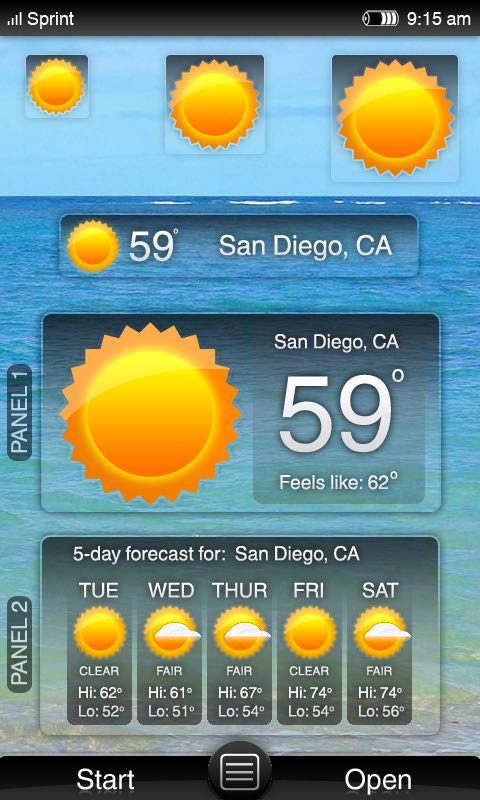 Sprint 9:15 am
59° San Diego, CA
PANEL 1
San Diego, CA
59°
Feels like: 62°
PANEL 2
5-day forecast for: San Diego, CA
TUE WED THUR FRI SAT
CLEAR FAIR FAIR CLEAR FAIR
Hi: 62° Hi: 61° Hi: 67° Hi: 74° Hi: 74°
Lo: 52° Lo: 51° Lo: 54° Lo: 54° Lo: 56°
Start Open